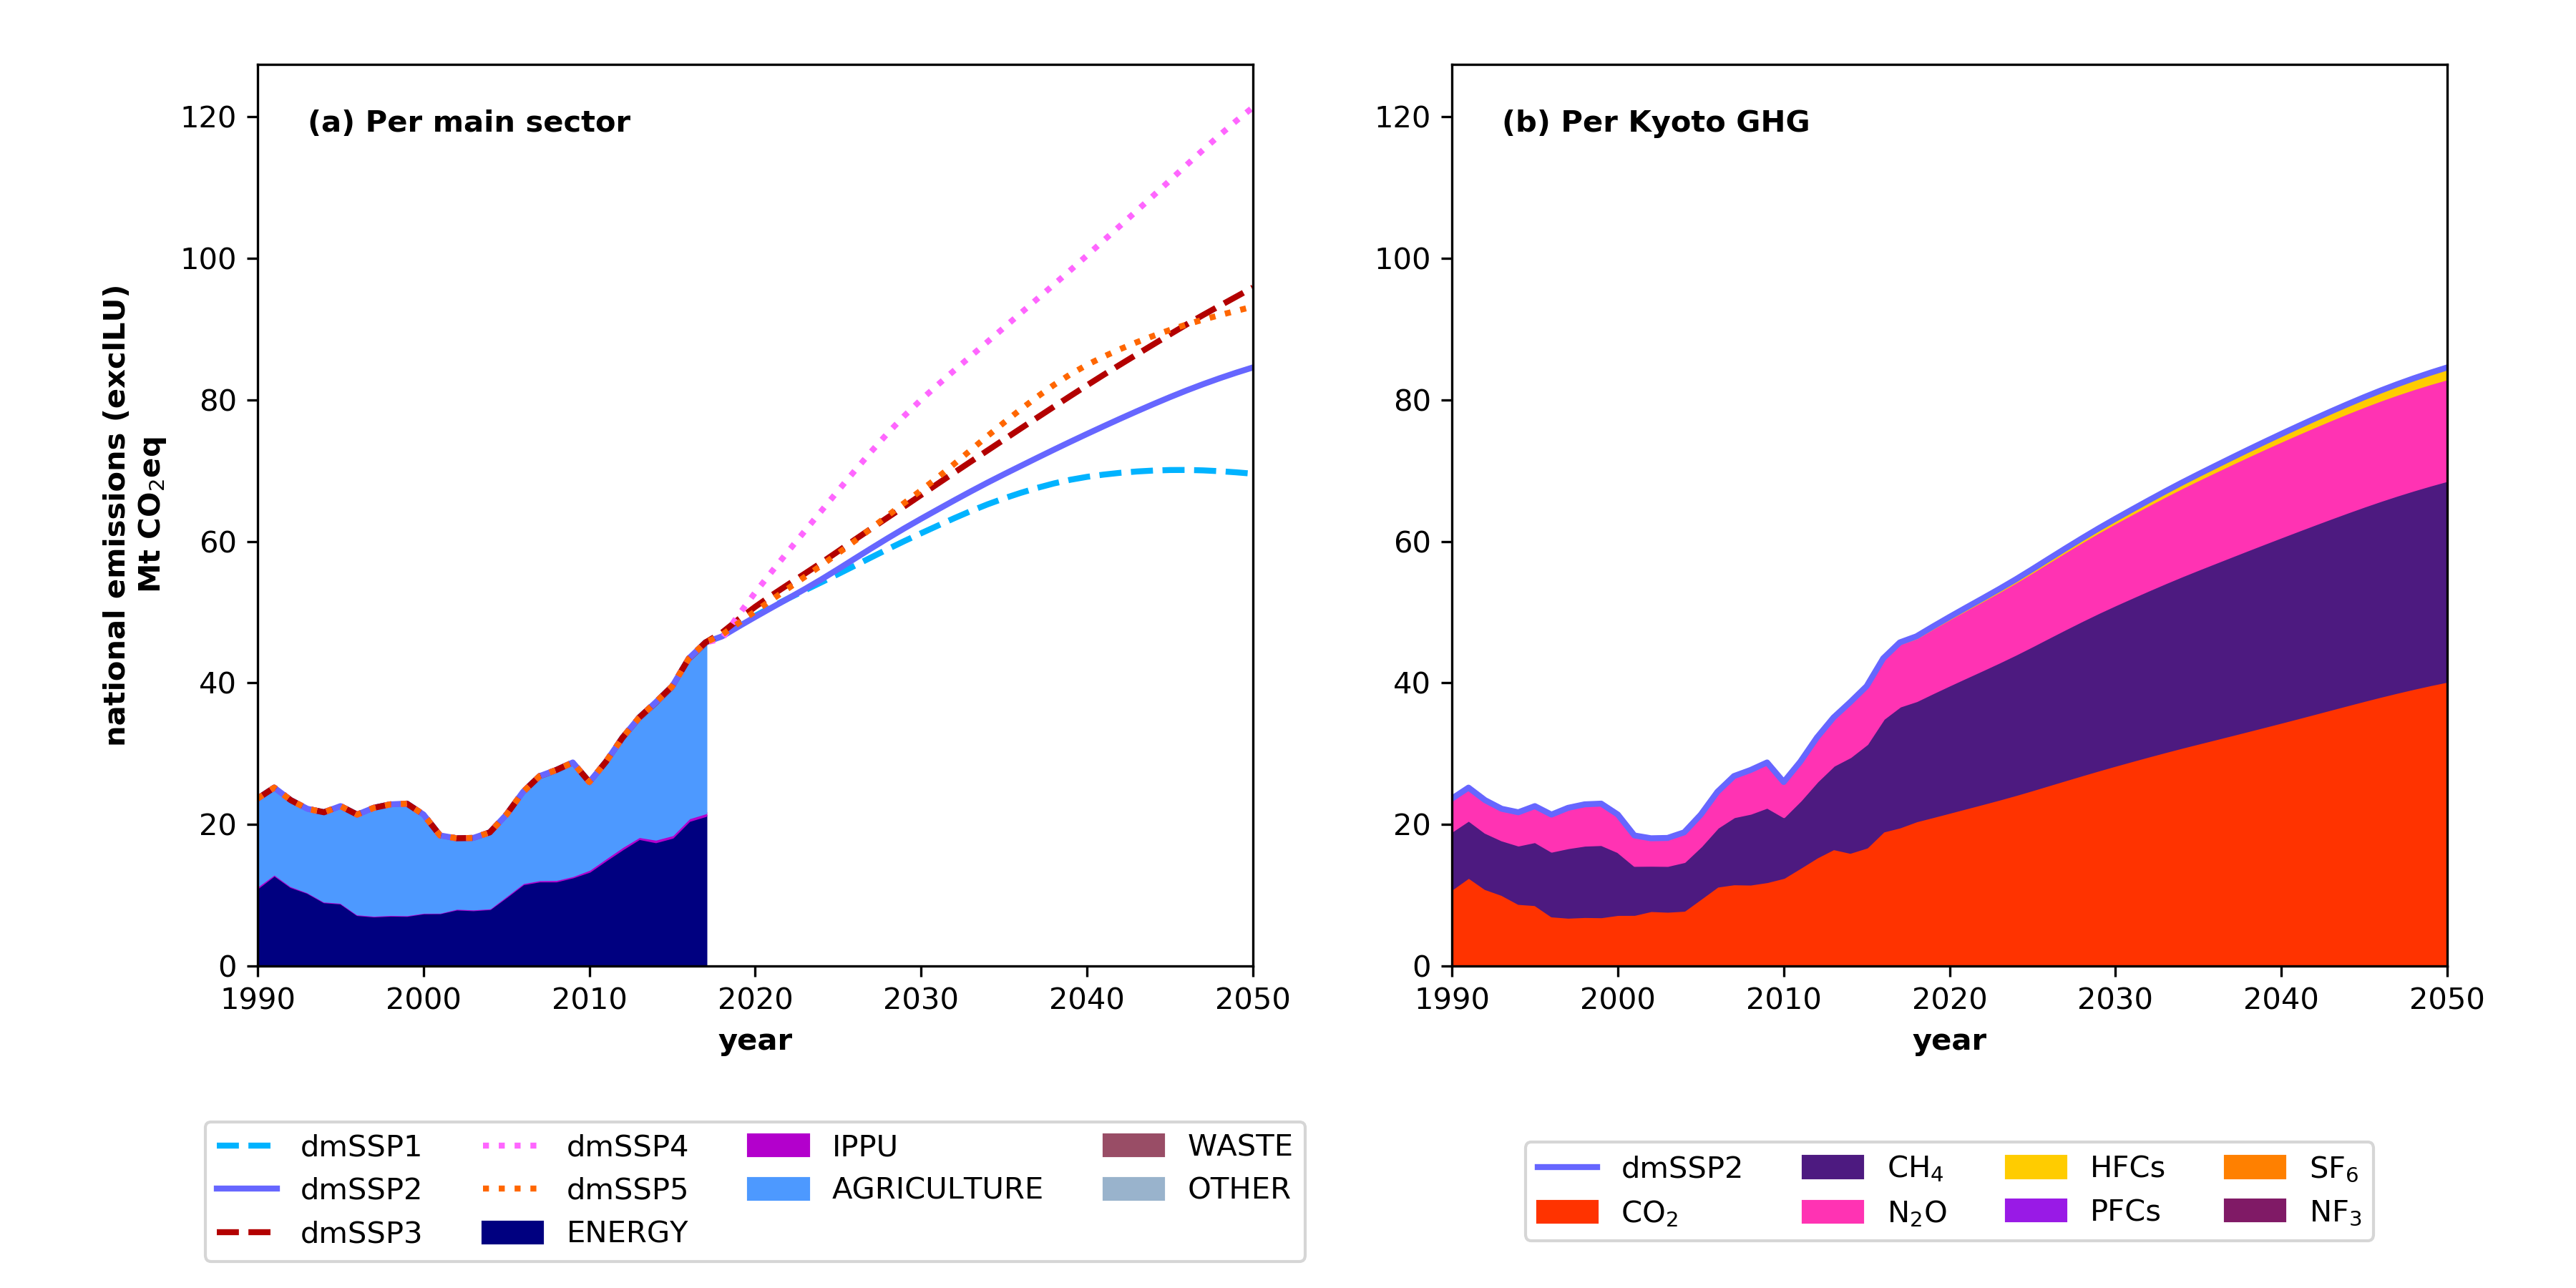 (a) Per main sector
120
100
80
60
40
20
0
national emissions (exclLU)
Mt CO₂eq
1990 2000 2010 2020 2030 2040 2050
year
dmSSP1 dmSSP4 IPPU WASTE
dmSSP2 dmSSP5 AGRICULTURE OTHER
dmSSP3 ENERGY
(b) Per Kyoto GHG
120
100
80
60
40
20
0
1990 2000 2010 2020 2030 2040 2050
year
dmSSP2 CH₄ HFCs SF₆
CO₂ N₂O PFCs NF₃